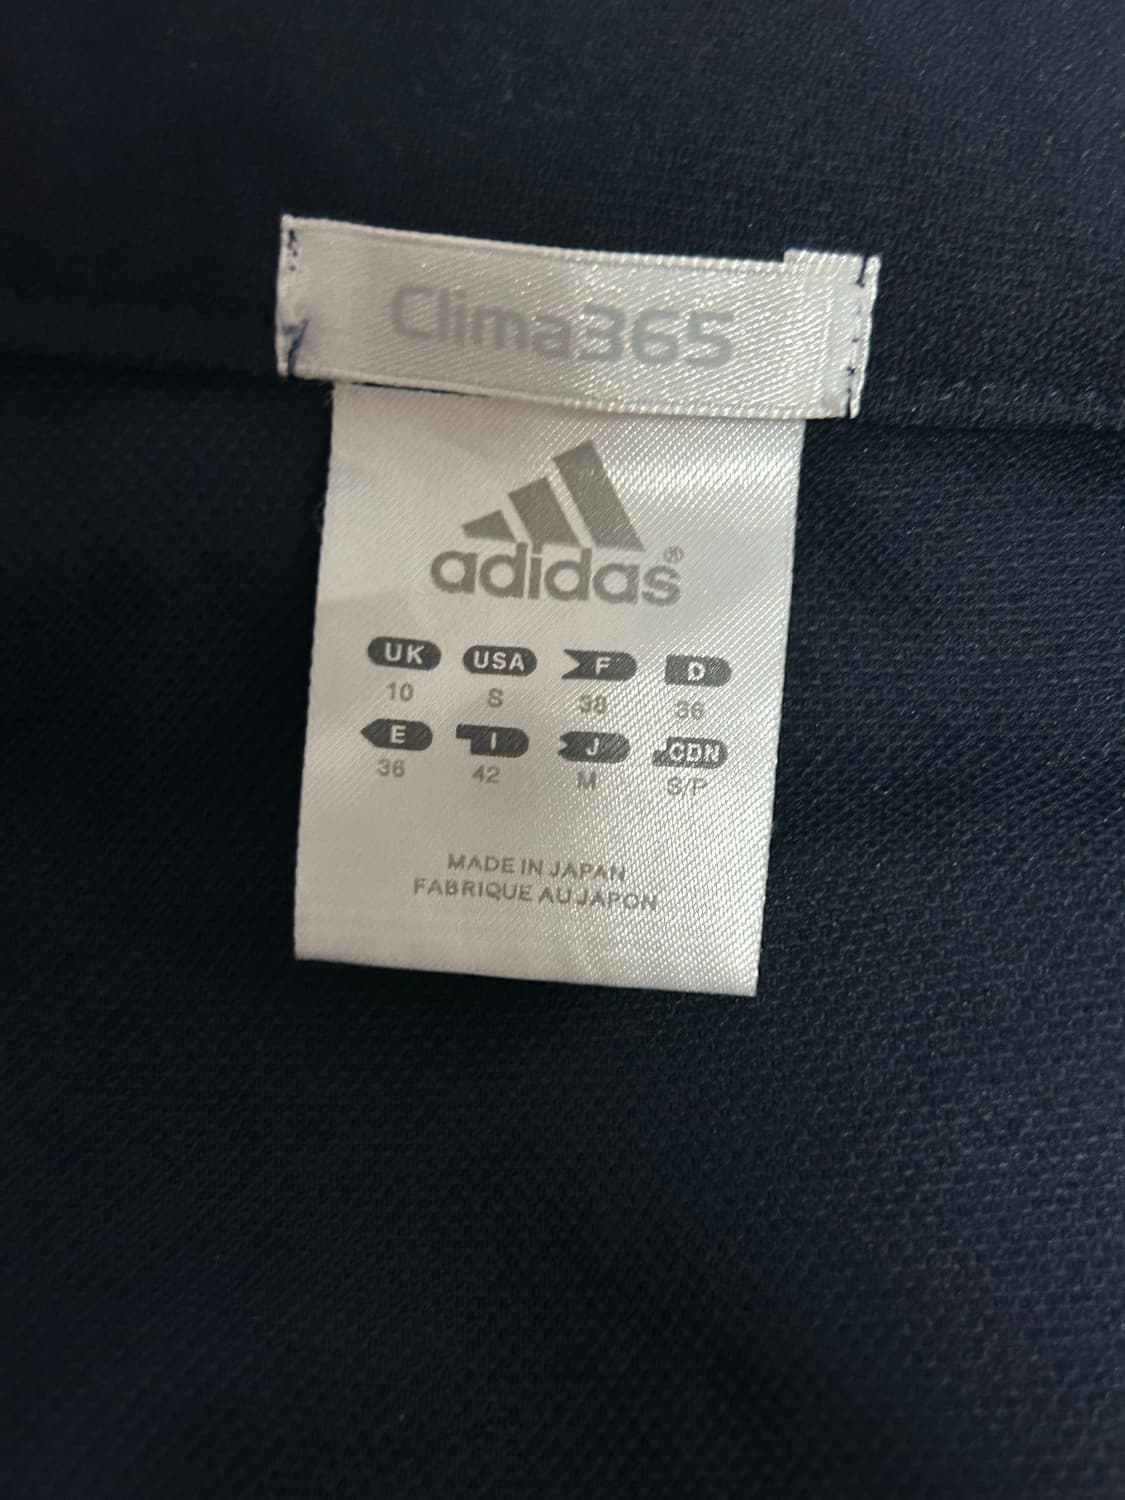 Clima365
adidas®
UK USA F D
10 S 38 36
E I J CDN
36 42 M S/P
MADE IN JAPAN
FABRIQUE AU JAPON